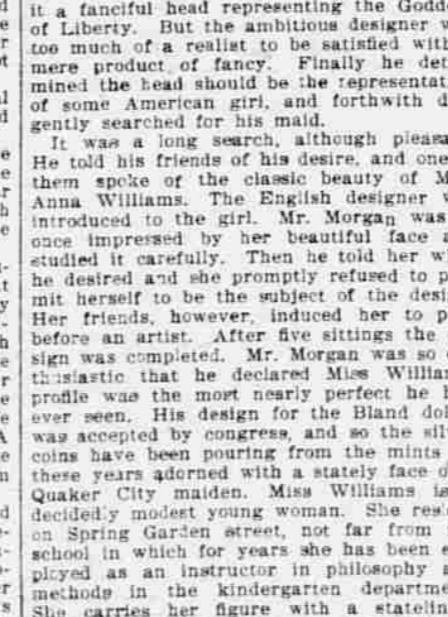 it a fanciful head representing the Godd
of Liberty. But the ambitious designer
too much of a realist to be satisfied with
mere product of fancy. Finally he det
mined the head should be the representat
of some American girl, and forthwith d
gently searched for his maid.
It was a long search, although pleasa
He told his friends of his desire, and one
them spoke of the classic beauty of M
Anna Williams. The English designer w
introduced to the girl. Mr. Morgan was
once impressed by her beautiful face a
studied it carefully. Then he told her w
he desired and she promptly refused to p
mit herself to be the subject of the desi
Her friends, however, induced her to p
before an artist. After five sittings the
sign was completed. Mr. Morgan was so
thusiastic that he declared Miss William
profile was the most nearly perfect he h
ever seen. His design for the Bland dol
was accepted by congress, and so the silv
coins have been pouring from the mints
these years adorned with a stately face o
Quaker City maiden. Miss Williams is
decidedly modest young woman. She resid
on Spring Garden street, not far from
school in which for years she has been e
ployed as an instructor in philosophy a
methods in the kindergarten departme
She carries her figure with a statelin